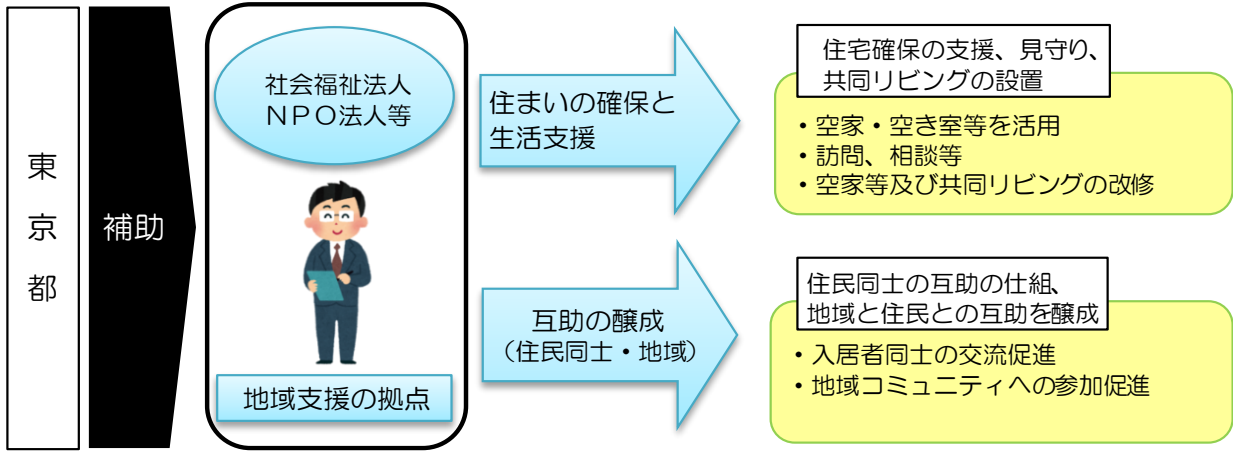 東
京
都
補助
社会福祉法人
ＮＰＯ法人等
地域支援の拠点
住まいの確保と
生活支援
住宅確保の支援、見守り、
共同リビングの設置
・空家・空き室等を活用
・訪問、相談等
・空家等及び共同リビングの改修
互助の醸成
（住民同士・地域）
住民同士の互助の仕組、
地域と住民との互助を醸成
・入居者同士の交流促進
・地域コミュニティへの参加促進